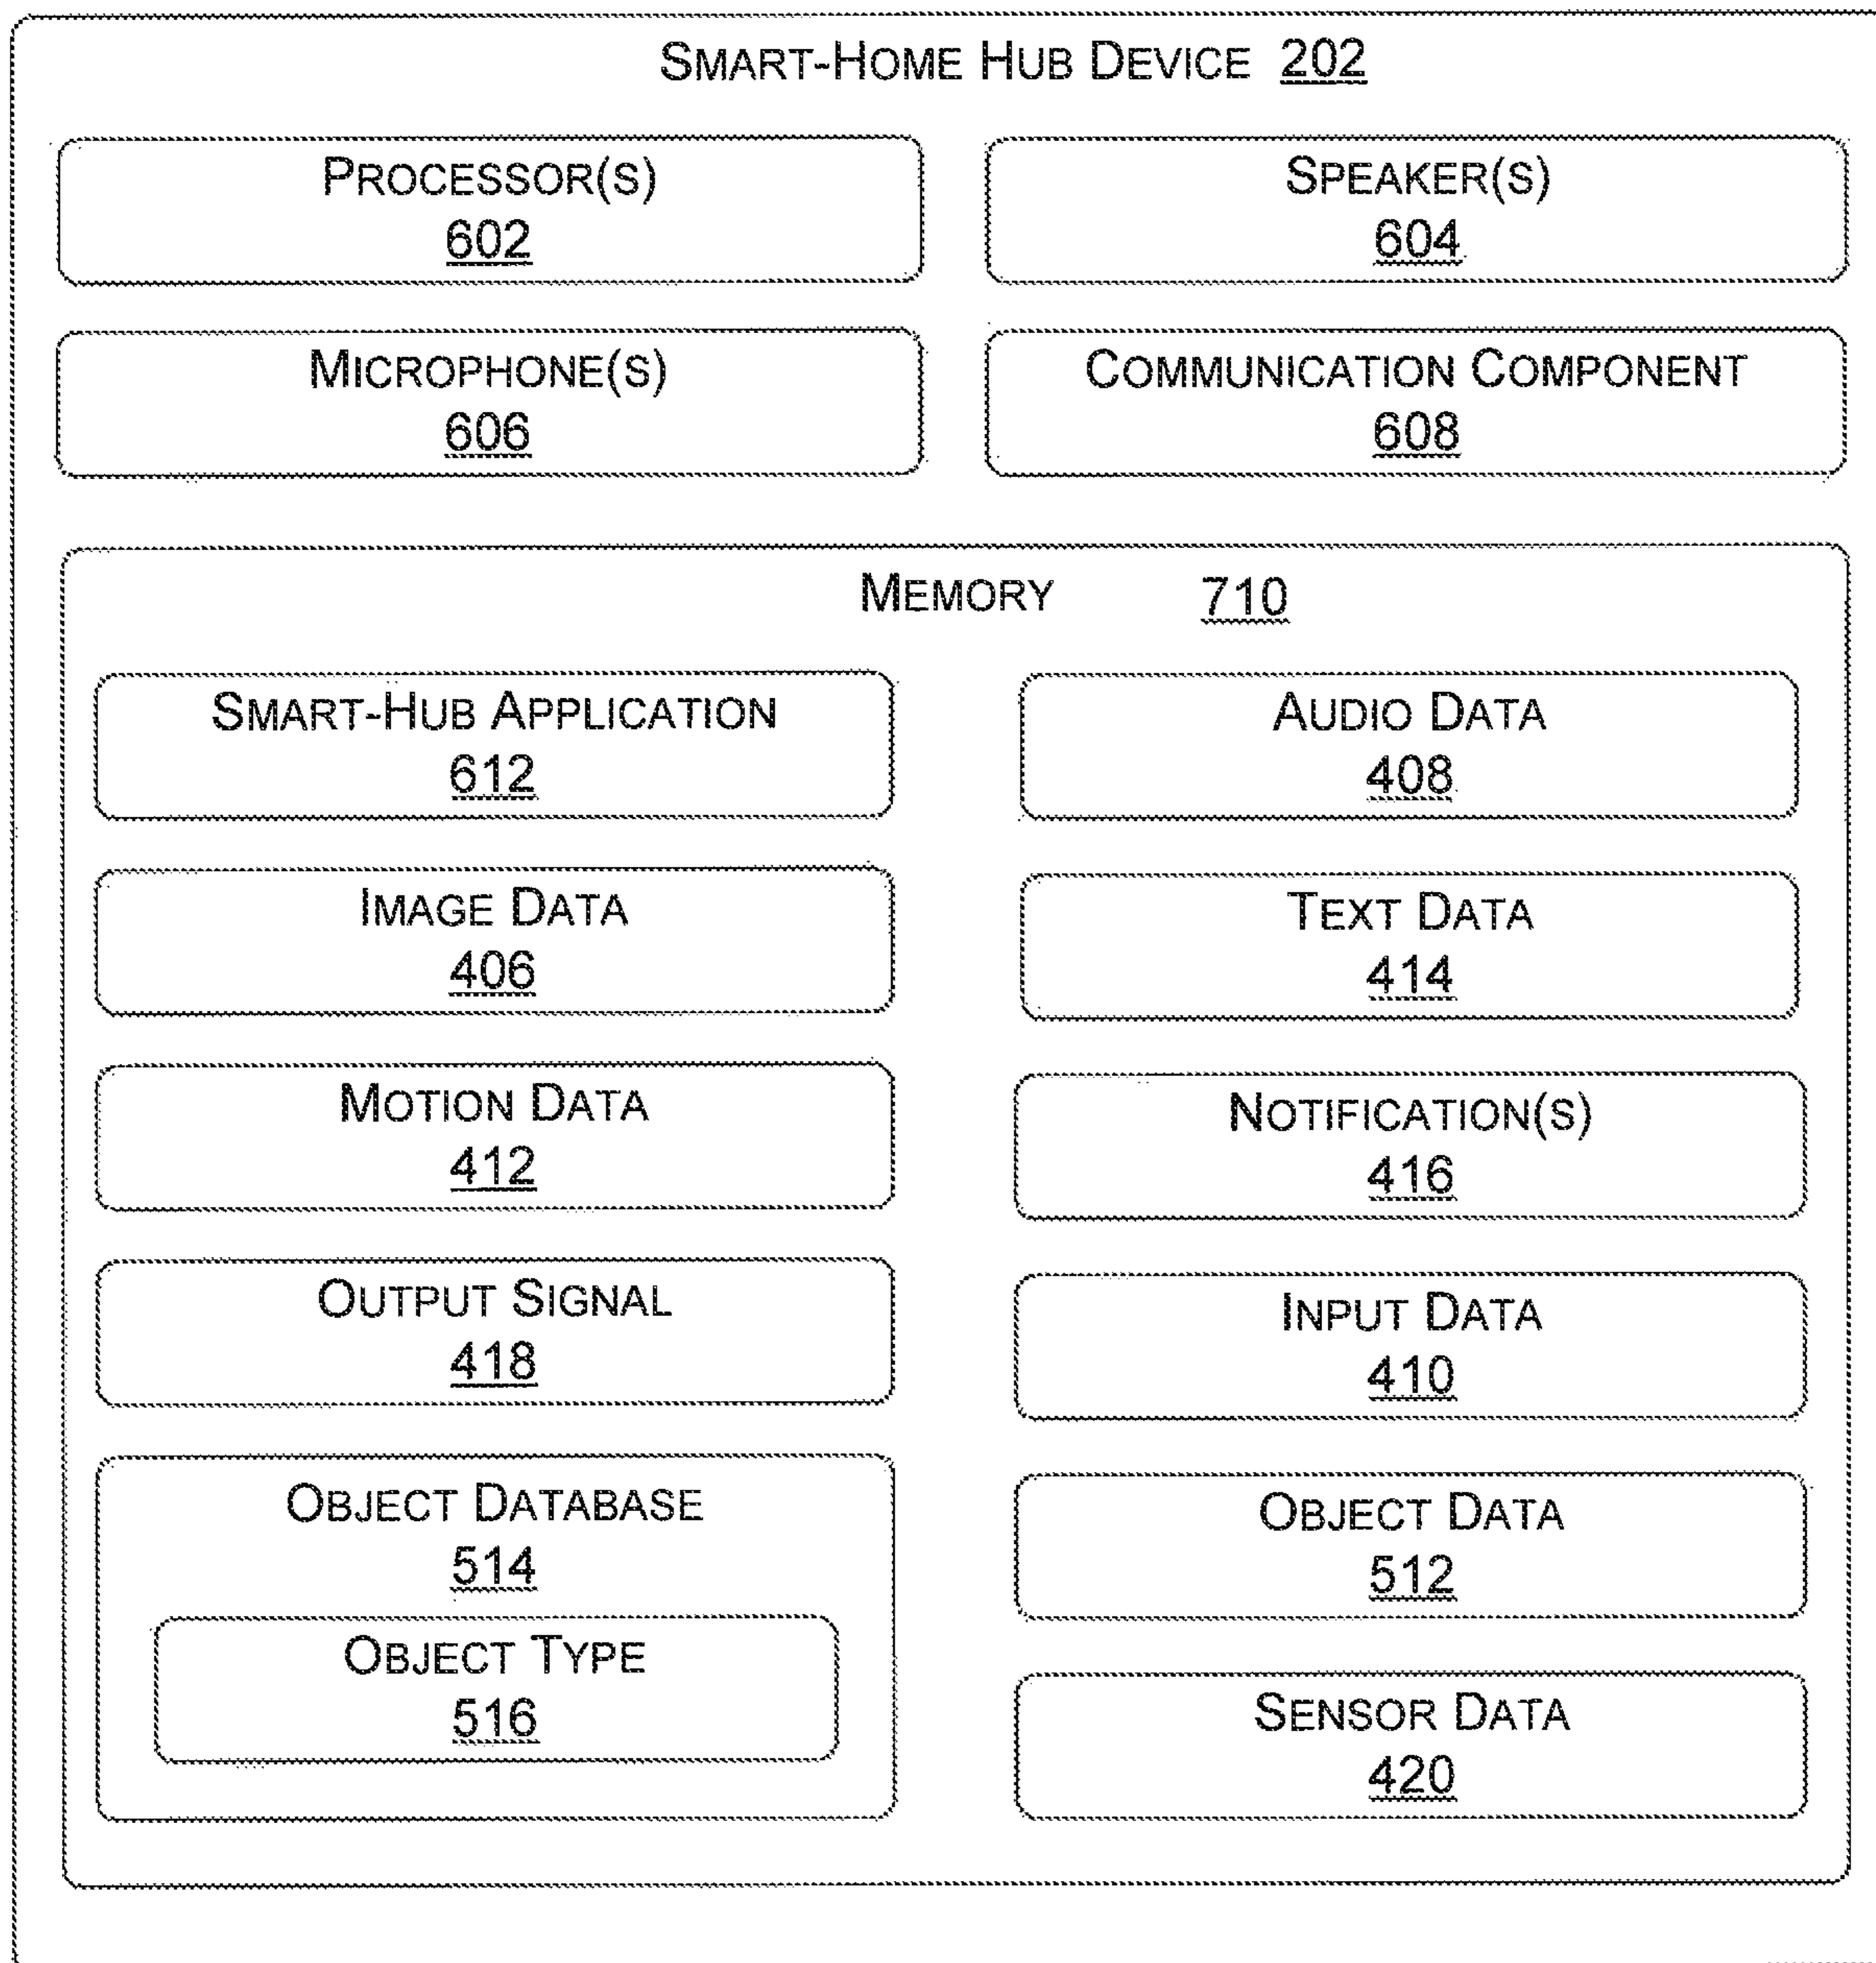 SMART-HOME HUB DEVICE 202
PROCESSOR(S)
602
SPEAKER(S)
604
MICROPHONE(S)
606
COMMUNICATION COMPONENT
608
MEMORY 710
SMART-HUB APPLICATION
612
AUDIO DATA
408
IMAGE DATA
406
TEXT DATA
414
MOTION DATA
412
NOTIFICATION(S)
416
OUTPUT SIGNAL
418
INPUT DATA
410
OBJECT DATABASE
514
OBJECT DATA
512
OBJECT TYPE
516
SENSOR DATA
420